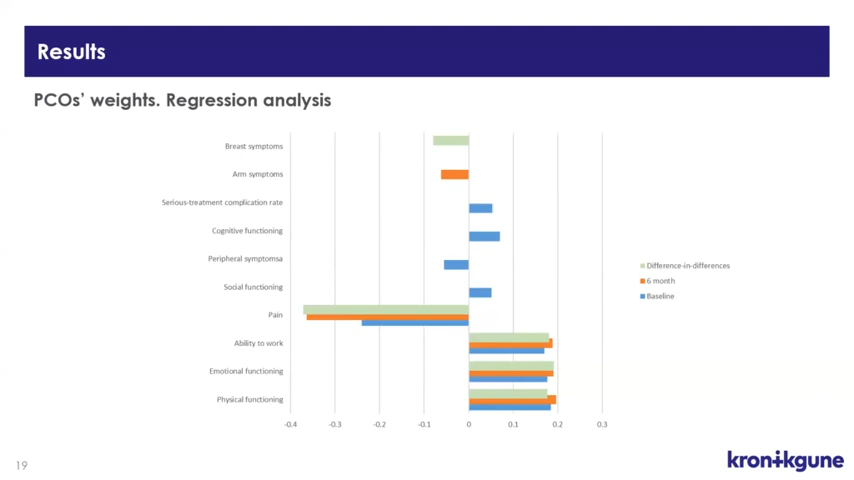 Results
PCOs' weights. Regression analysis
Breast symptoms
Arm symptoms
Serious-treatment complication rate
Cognitive functioning
Peripheral symptomsa
Social functioning
Pain
Ability to work
Emotional functioning
Physical functioning
-0.4 -0.3 -0.2 -0.1 0 0.1 0.2 0.3
Difference-in-differences
6 month
Baseline
19
kronikgune